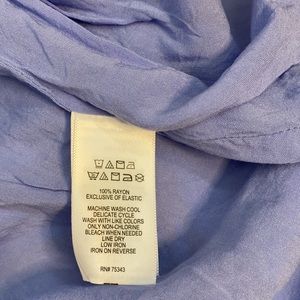 100% RAYON
EXCLUSIVE OF ELASTIC
MACHINE WASH COOL
DELICATE CYCLE
WASH WITH LIKE COLORS
ONLY NON-CHLORINE
BLEACH WHEN NEEDED
LINE DRY
LOW IRON
IRON ON REVERSE
RN# 75343